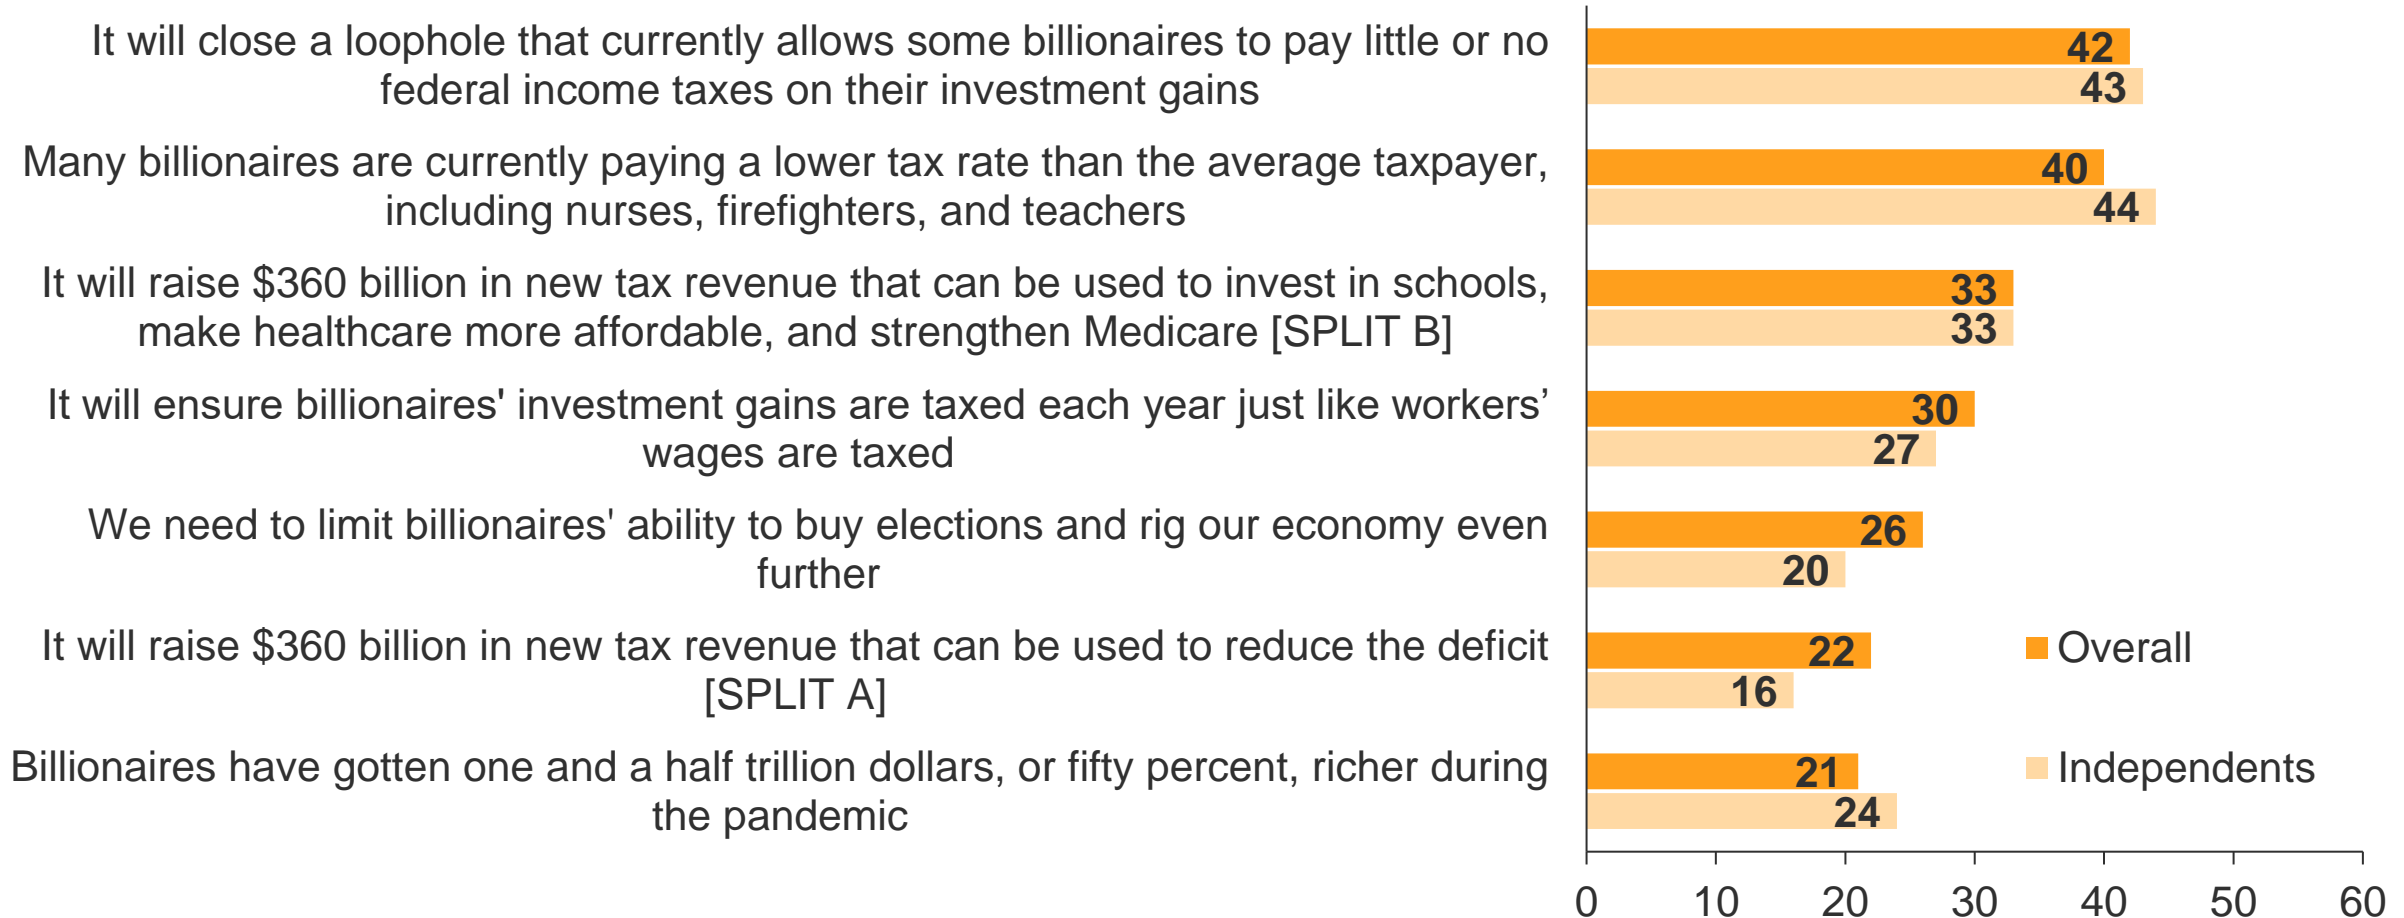 It will close a loophole that currently allows some billionaires to pay little or no
federal income taxes on their investment gains
42
43
Many billionaires are currently paying a lower tax rate than the average taxpayer,
including nurses, firefighters, and teachers
40
44
It will raise $360 billion in new tax revenue that can be used to invest in schools,
make healthcare more affordable, and strengthen Medicare [SPLIT B]
33
33
It will ensure billionaires' investment gains are taxed each year just like workers’
wages are taxed
30
27
We need to limit billionaires' ability to buy elections and rig our economy even
further
26
20
It will raise $360 billion in new tax revenue that can be used to reduce the deficit
[SPLIT A]
22
16
Overall
Billionaires have gotten one and a half trillion dollars, or fifty percent, richer during
the pandemic
21
24
Independents
0 10 20 30 40 50 60